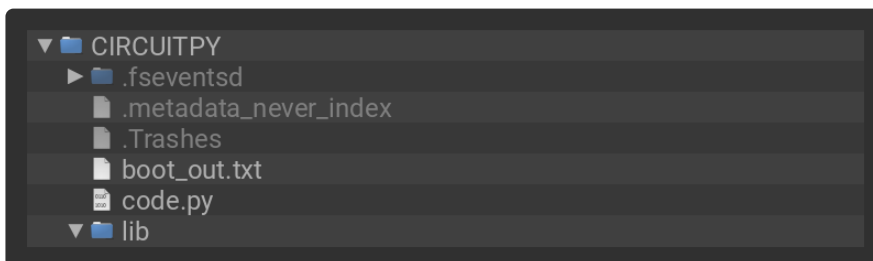 CIRCUITPY
.fseventsd
.metadata_never_index
.Trashes
boot_out.txt
code.py
lib